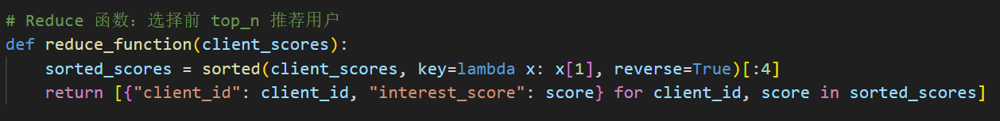 # Reduce 函数：选择前 top_n 推荐用户
def reduce_function(client_scores):
    sorted_scores = sorted(client_scores, key=lambda x: x[1], reverse=True)[:4]
    return [{"client_id": client_id, "interest_score": score} for client_id, score in sorted_scores]